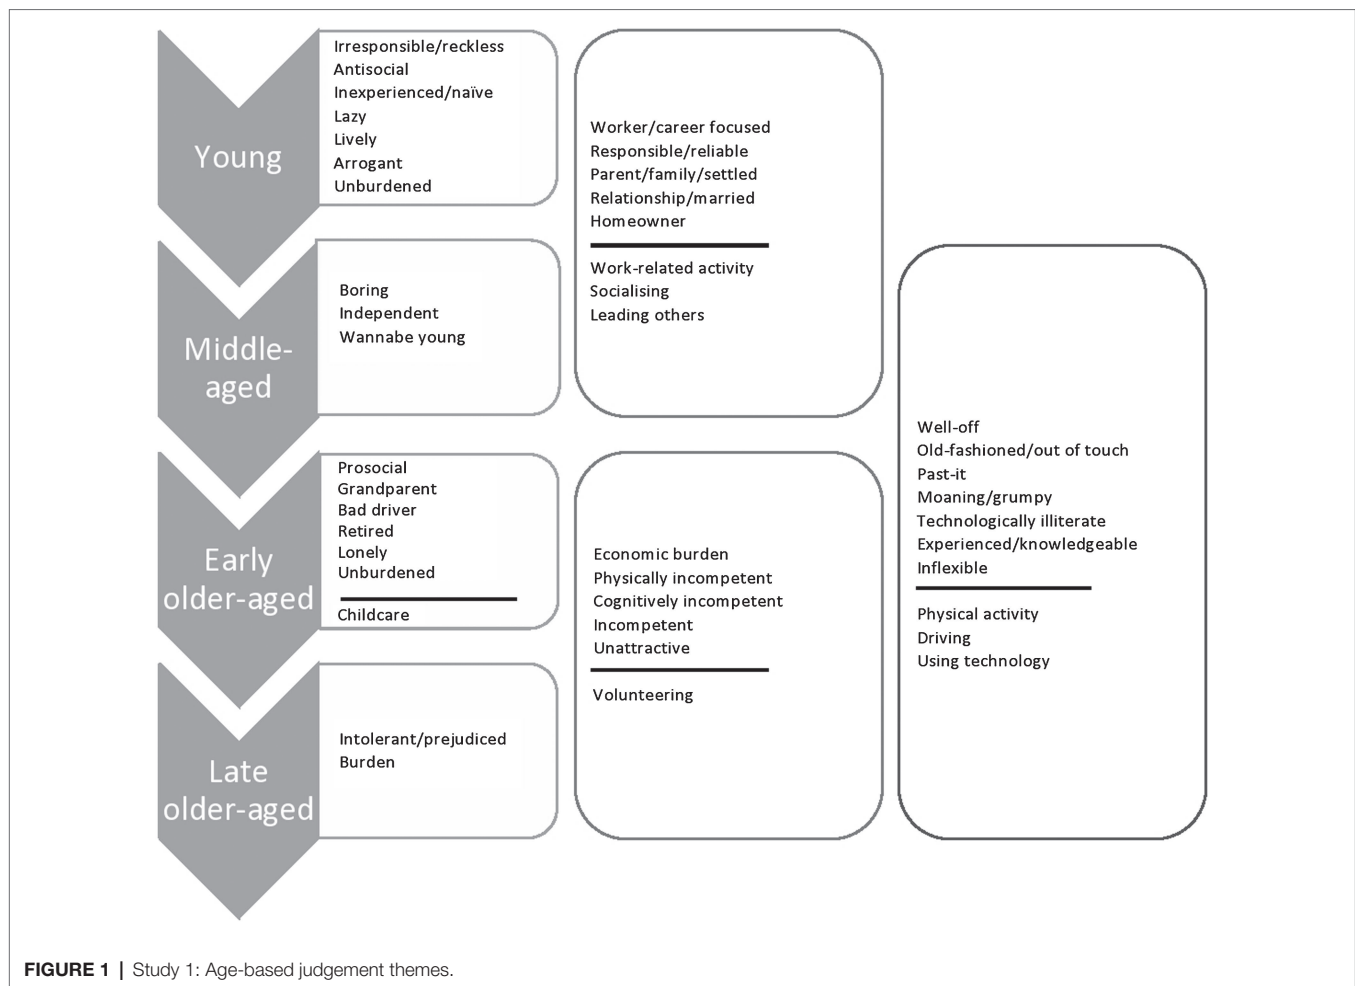 Young
Irresponsible/reckless
Antisocial
Inexperienced/naïve
Lazy
Lively
Arrogant
Unburdened
Middle-
aged
Boring
Independent
Wannabe young
Early
older-aged
Prosocial
Grandparent
Bad driver
Retired
Lonely
Unburdened
Childcare
Late
older-aged
Intolerant/prejudiced
Burden
Worker/career focused
Responsible/reliable
Parent/family/settled
Relationship/married
Homeowner
Work-related activity
Socialising
Leading others
Economic burden
Physically incompetent
Cognitively incompetent
Incompetent
Unattractive
Volunteering
Well-off
Old-fashioned/out of touch
Past-it
Moaning/grumpy
Technologically illiterate
Experienced/knowledgeable
Inflexible
Physical activity
Driving
Using technology
FIGURE 1 | Study 1: Age-based judgement themes.